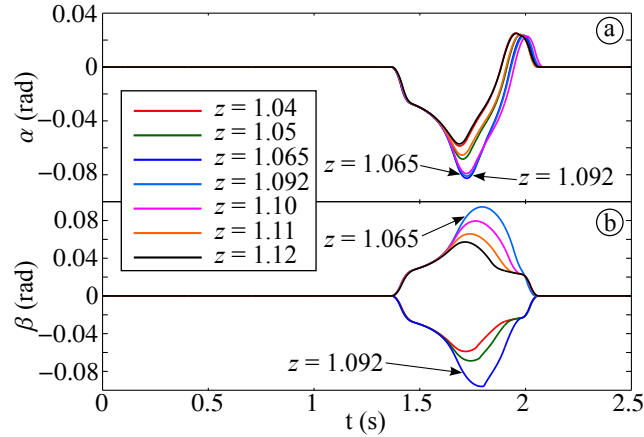 0.04
0
−0.04
−0.08
α (rad)
a
z = 1.04
z = 1.05
z = 1.065
z = 1.092
z = 1.10
z = 1.11
z = 1.12
z = 1.065
z = 1.092
0.08
0.04
0
−0.04
−0.08
β (rad)
b
z = 1.065
z = 1.092
0
0.5
1
1.5
2
2.5
t (s)